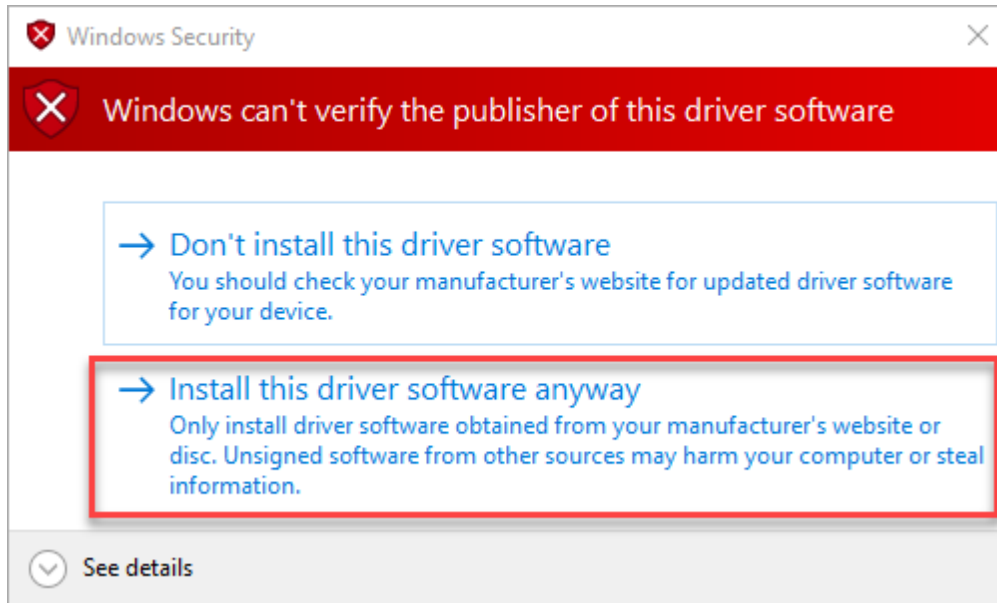 Windows Security
Windows can't verify the publisher of this driver software
Don't install this driver software
You should check your manufacturer's website for updated driver software
for your device.
Install this driver software anyway
Only install driver software obtained from your manufacturer's website or
disc. Unsigned software from other sources may harm your computer or steal
information.
See details